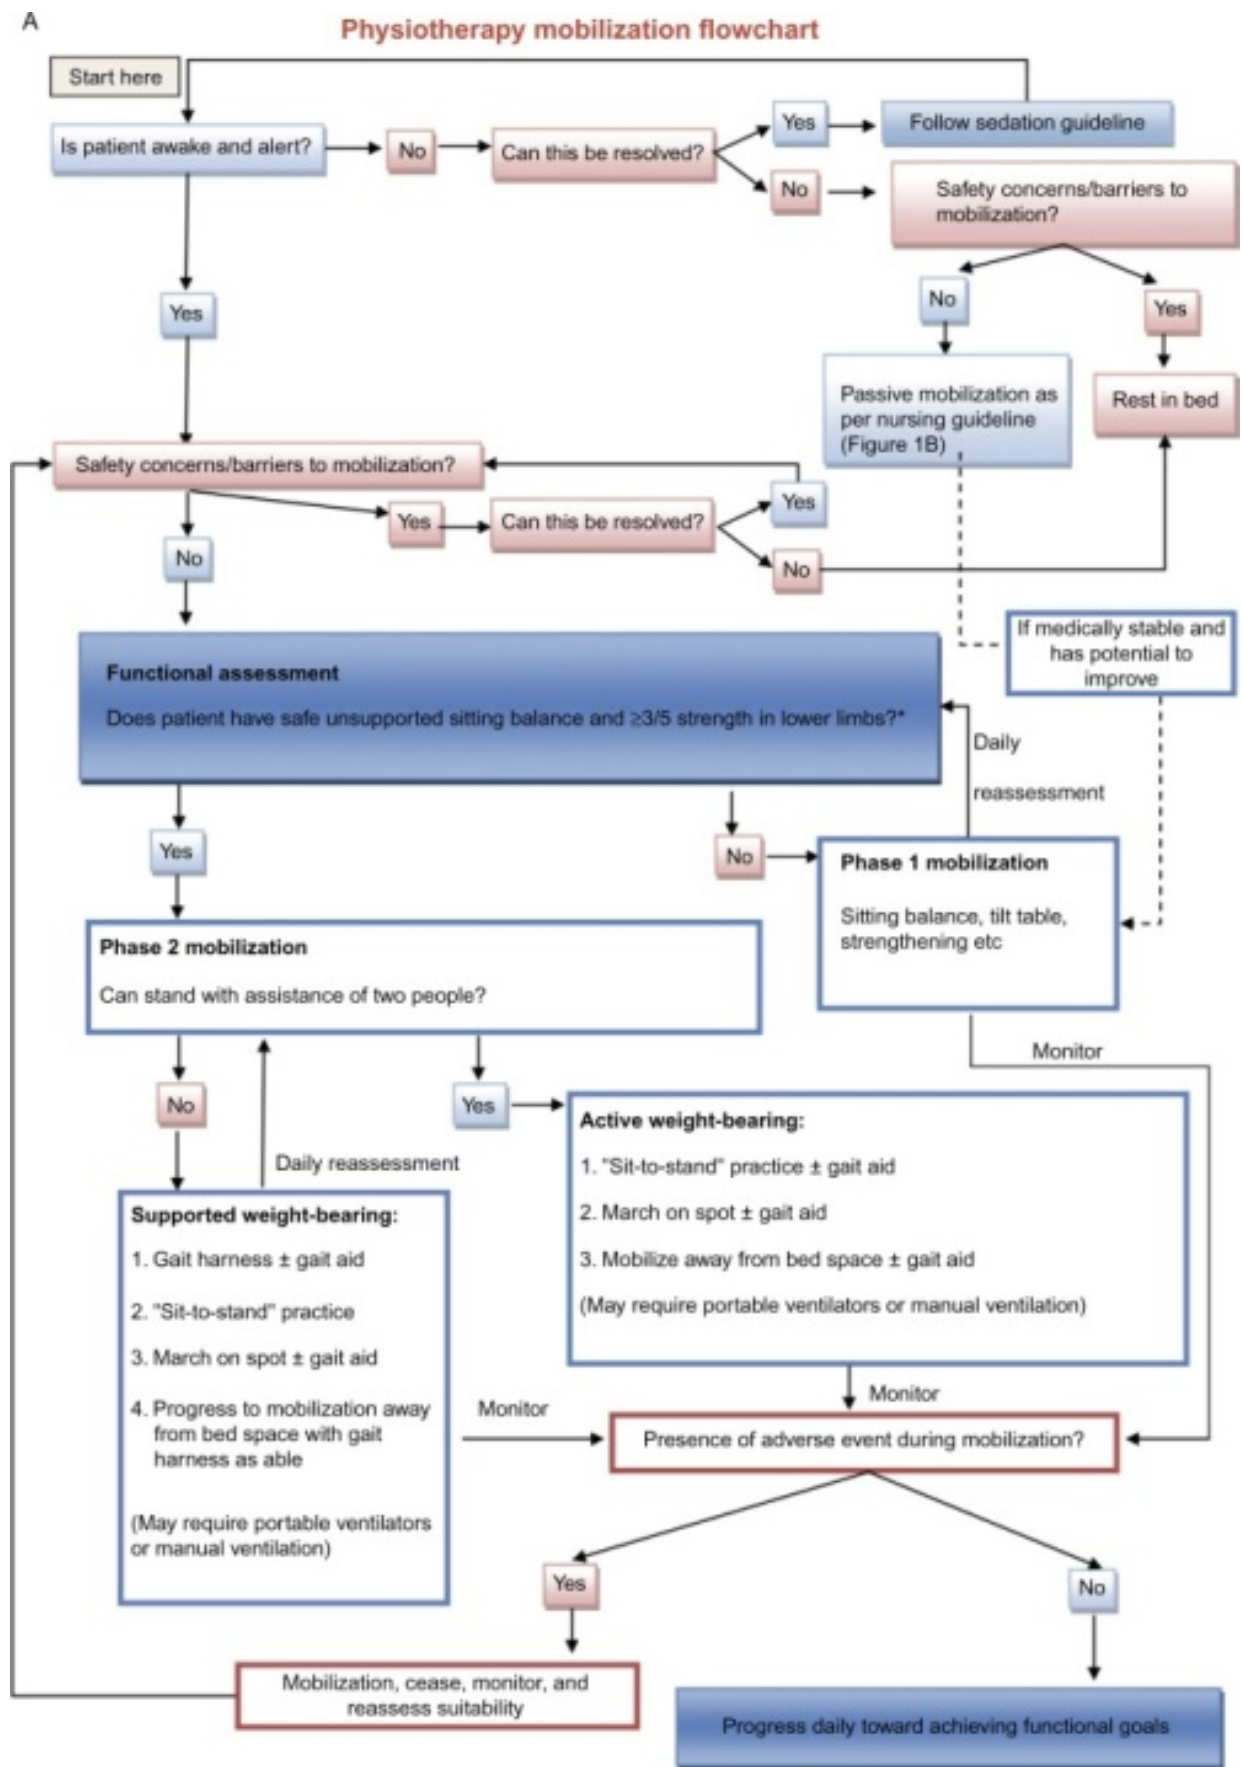 A
Physiotherapy mobilization flowchart
Start here
Is patient awake and alert?
No
Can this be resolved?
Yes
Follow sedation guideline
No
Safety concerns/barriers to
mobilization?
No
Yes
Yes
Passive mobilization as
per nursing guideline
(Figure 1B)
Rest in bed
Safety concerns/barriers to mobilization?
Yes
Can this be resolved?
Yes
No
No
If medically stable and
has potential to
improve
Functional assessment
Does patient have safe unsupported sitting balance and ≥3/5 strength in lower limbs?*
Daily
reassessment
Yes
No
Phase 1 mobilization
Sitting balance, tilt table,
strengthening etc
Phase 2 mobilization
Can stand with assistance of two people?
Monitor
No
Yes
Daily reassessment
Active weight-bearing:
1. "Sit-to-stand" practice ± gait aid
2. March on spot ± gait aid
3. Mobilize away from bed space ± gait aid
(May require portable ventilators or manual ventilation)
Supported weight-bearing:
1. Gait harness ± gait aid
2. "Sit-to-stand" practice
3. March on spot ± gait aid
4. Progress to mobilization away
from bed space with gait
harness as able
(May require portable ventilators
or manual ventilation)
Monitor
Monitor
Presence of adverse event during mobilization?
Yes
No
Mobilization, cease, monitor, and
reassess suitability
Progress daily toward achieving functional goals